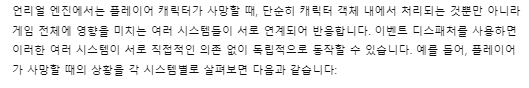 언리얼 엔진에서는 플레이어 캐릭터가 사망할 때, 단순히 캐릭터 객체 내에서 처리되는 것뿐만 아니라
게임 전체에 영향을 미치는 여러 시스템들이 서로 연계되어 반응합니다. 이벤트 디스패처를 사용하면
이러한 여러 시스템이 서로 직접적인 의존 없이 독립적으로 동작할 수 있습니다. 예를 들어, 플레이어
가 사망할 때의 상황을 각 시스템별로 살펴보면 다음과 같습니다: